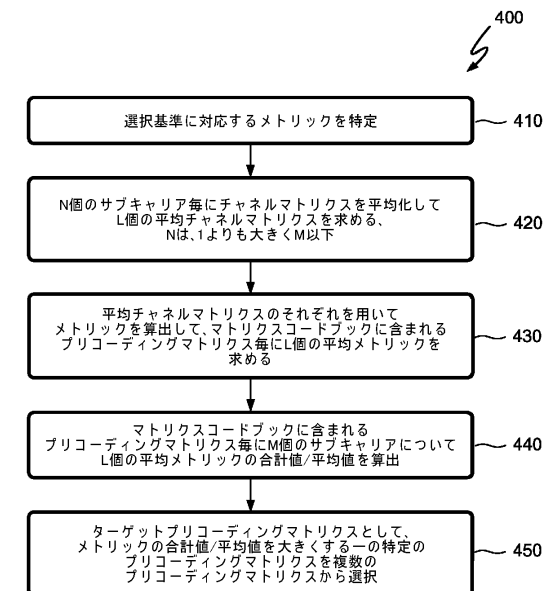 400
選択基準に対応するメトリックを特定
410
N個のサブキャリア毎にチャネルマトリクスを平均化して
L個の平均チャネルマトリクスを求める、
Nは、1よりも大きくM以下
420
平均チャネルマトリクスのそれぞれを用いて
メトリックを算出して、マトリクスコードブックに含まれる
プリコーディングマトリクス毎にL個の平均メトリックを
求める
430
マトリクスコードブックに含まれる
プリコーディングマトリクス毎にM個のサブキャリアについて
L個の平均メトリックの合計値/平均値を算出
440
ターゲットプリコーディングマトリクスとして、
メトリックの合計値/平均値を大きくする一の特定の
プリコーディングマトリクスを複数の
プリコーディングマトリクスから選択
450